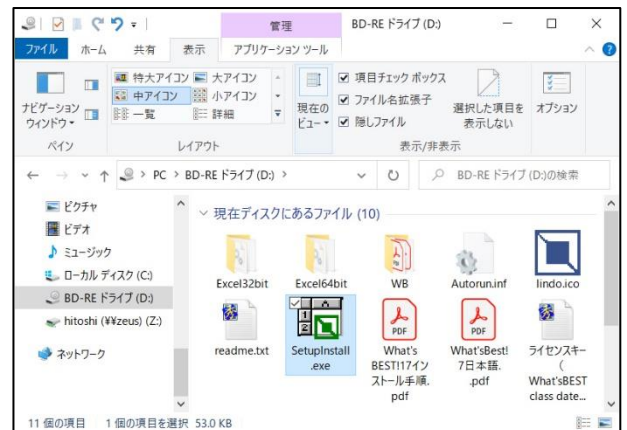 管理
BD-RE ドライブ (D:)
ファイル ホーム 共有 表示 アプリケーション ツール
ナビゲーション
ウィンドウ
特大アイコン 大アイコン
中アイコン 小アイコン
一覧 詳細
現在の
ビュー
項目チェック ボックス
ファイル名拡張子
隠しファイル
選択した項目を
表示しない
オプション
ペイン レイアウト 表示/非表示
PC > BD-RE ドライブ (D:) >
BD-RE ドライブ (D:)の検索
ピクチャ
ビデオ
ミュージック
ローカル ディスク (C:)
BD-RE ドライブ (D:)
hitoshi (¥¥zeus) (Z:)
ネットワーク
現在ディスクにあるファイル (10)
Excel32bit
Excel64bit
WB
Autorun.inf
lindo.ico
readme.txt
SetupInstall
.exe
What's
BEST!17イン
ストール手順.
pdf
What'sBest!
7日本語.
.pdf
ライセンスキー
(
What'sBEST
class date...
11 個の項目 1 個の項目を選択 53.0 KB